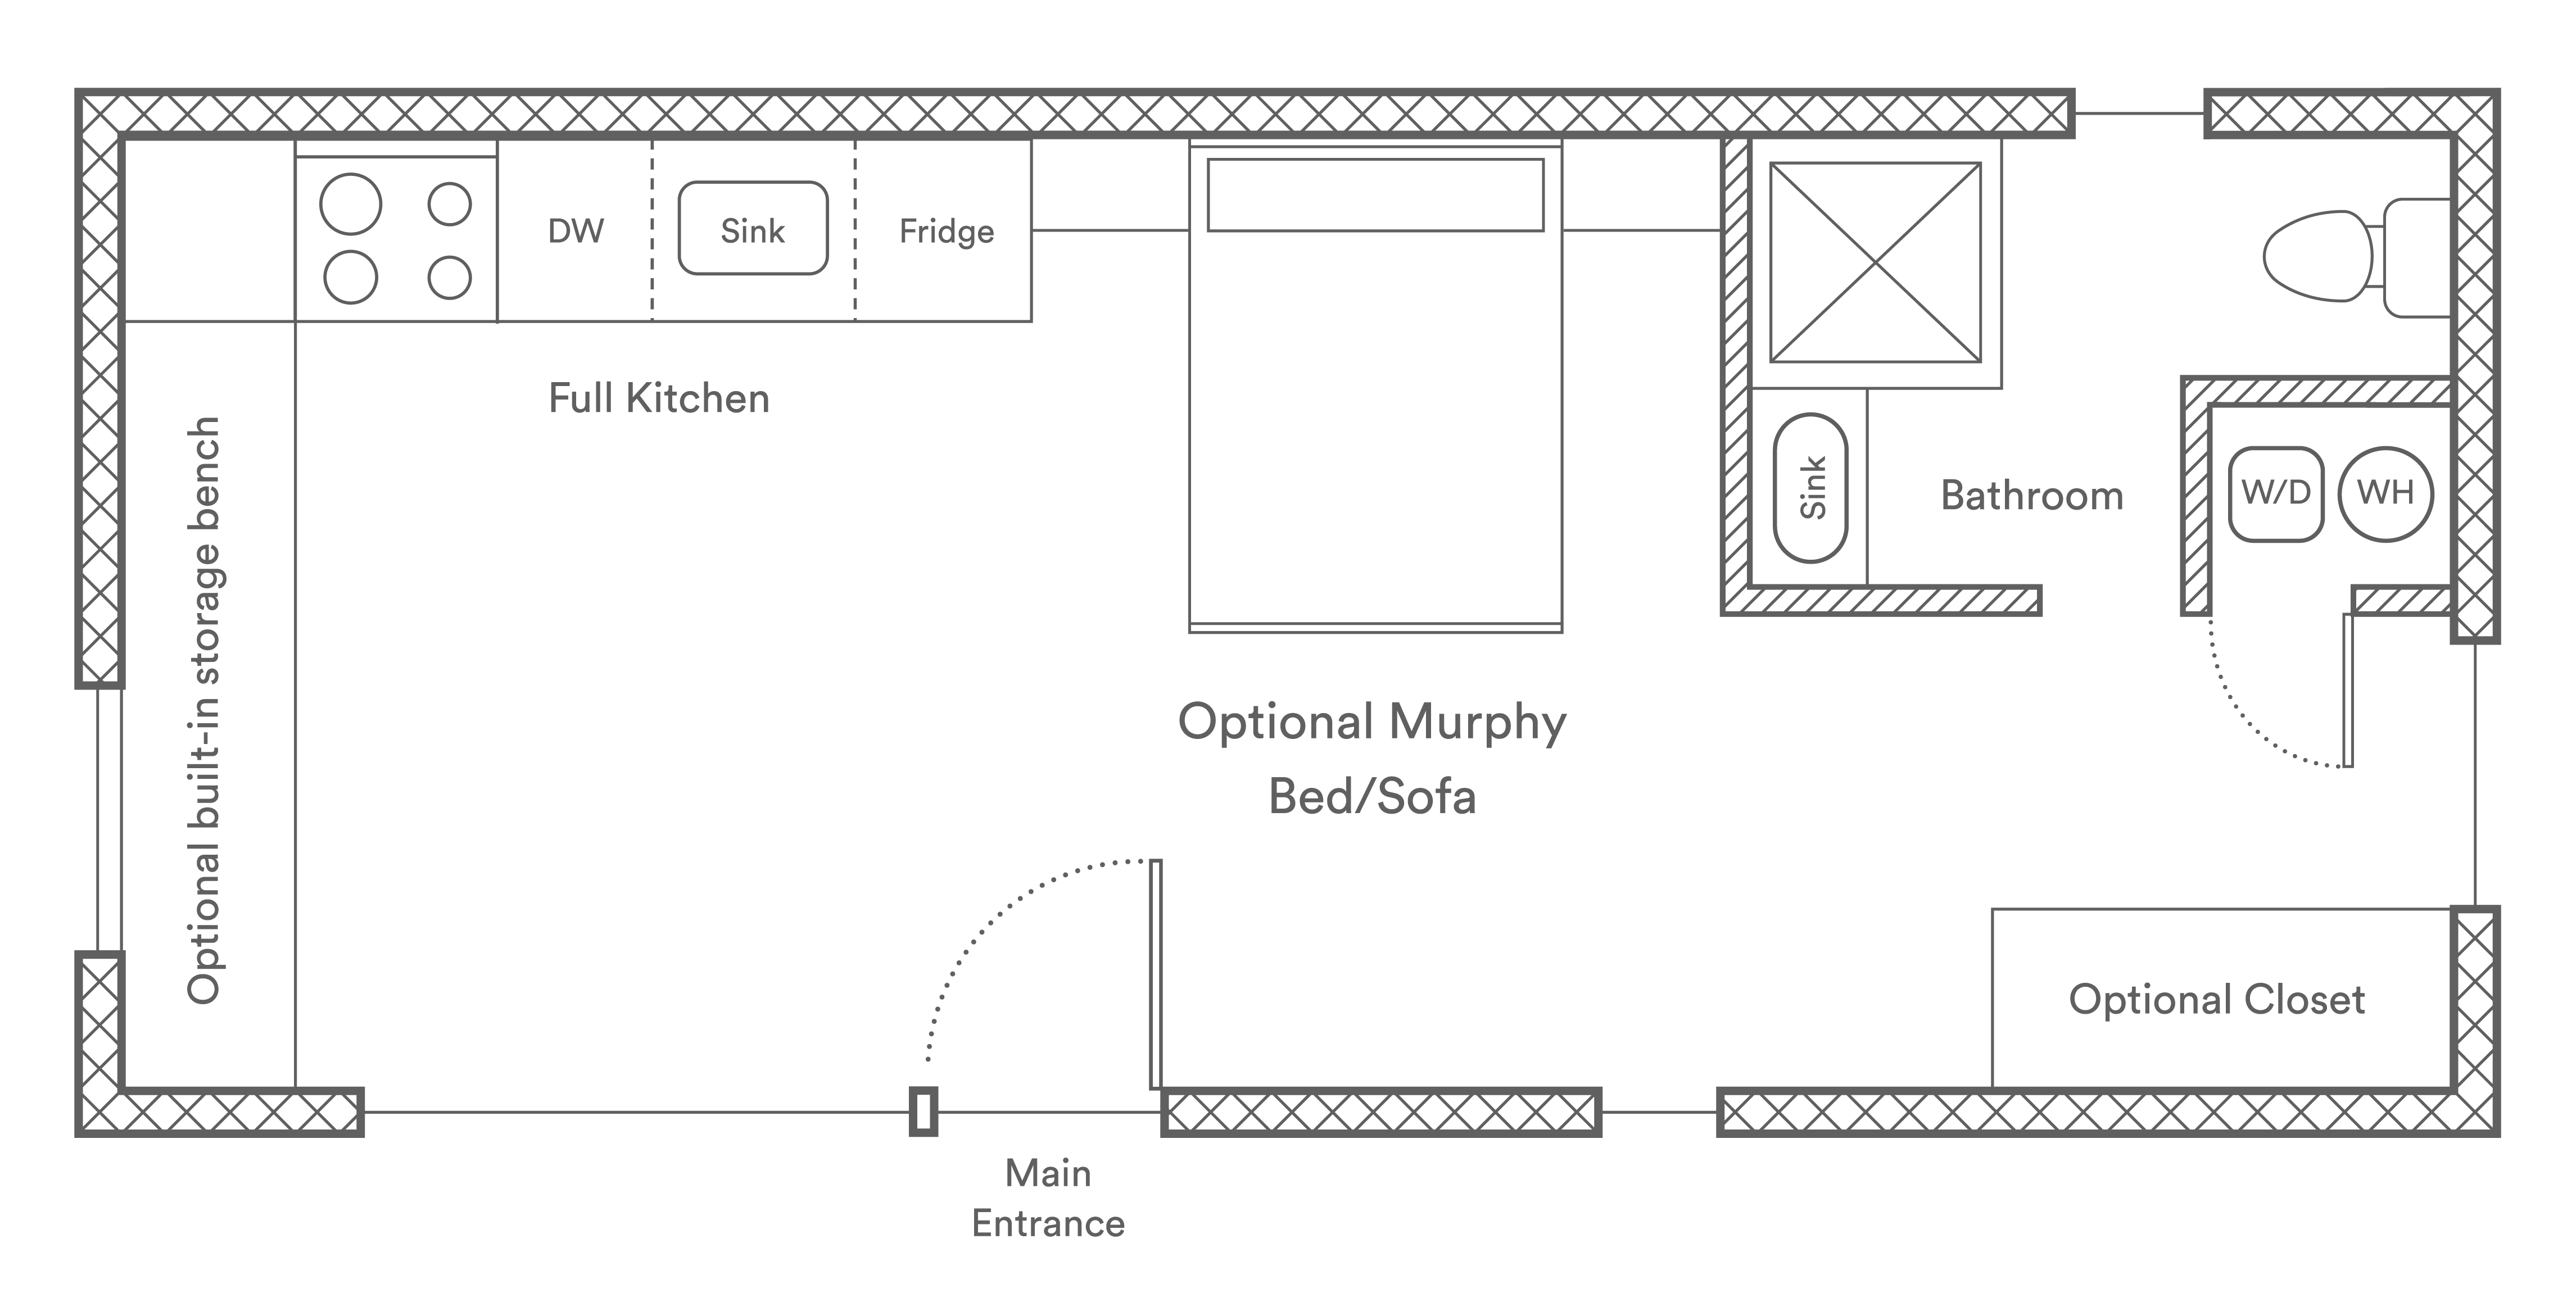 DW
Sink
Fridge
Full Kitchen
Optional built-in storage bench
Sink
Bathroom
W/D
WH
Optional Murphy
Bed/Sofa
Optional Closet
Main
Entrance